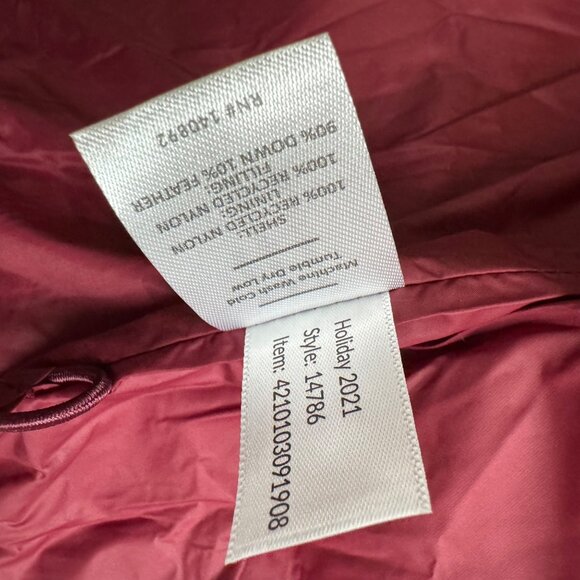 Machine Wash Cold
Tumble Dry Low
SHELL:
100% RECYCLED NYLON
LINING:
100% RECYCLED NYLON
FILLING:
90% DOWN 10% FEATHER
RN# 140892
Holiday 2021
Style: 14786
Item: 4210103091908